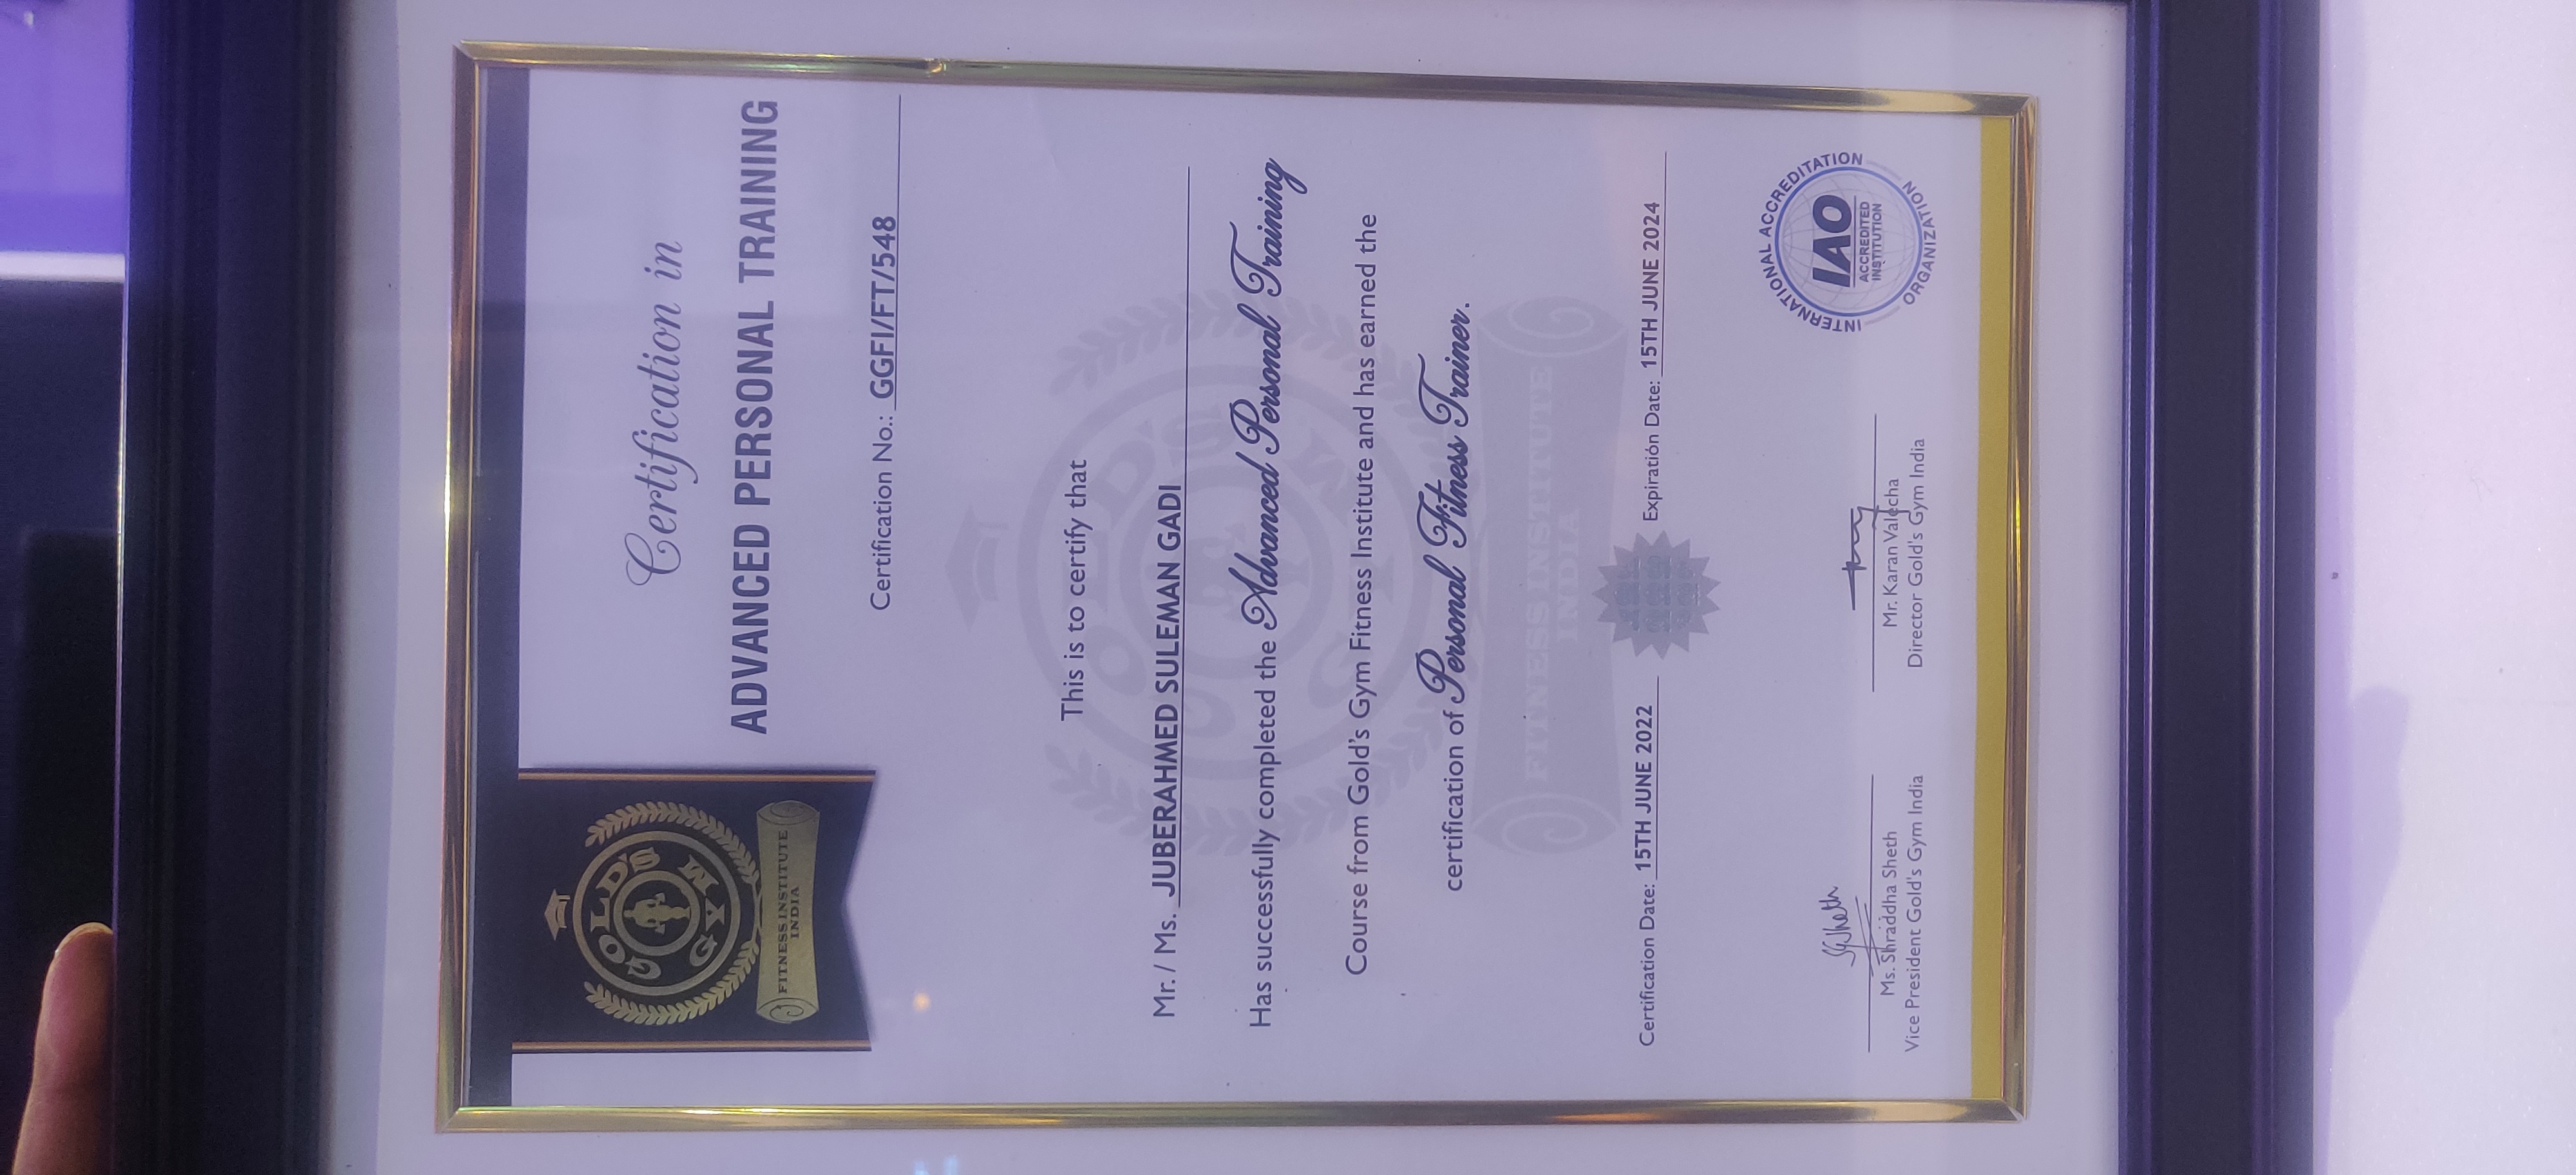 GOLD'S
GYM
FITNESS INSTITUTE
INDIA
Certification in
ADVANCED PERSONAL TRAINING
Certification No.: GGFI/FT/548
This is to certify that
Mr. / Ms. JUBERAHMED SULEMAN GADI
Has successfully completed the Advanced Personal Training
Course from Gold's Gym Fitness Institute and has earned the
certification of Personal Fitness Trainer.
GOLD'S
GYM
FITNESS INSTITUTE
INDIA
Certification Date: 15TH JUNE 2022
Expiration Date: 15TH JUNE 2024
SgSheth
Ms. Shraddha Sheth
Vice President Gold's Gym India
Mr. Karan Valecha
Director Gold's Gym India
INTERNATIONAL ACCREDITATION
IAO
ACCREDITED
INSTITUTION
ORGANIZATION